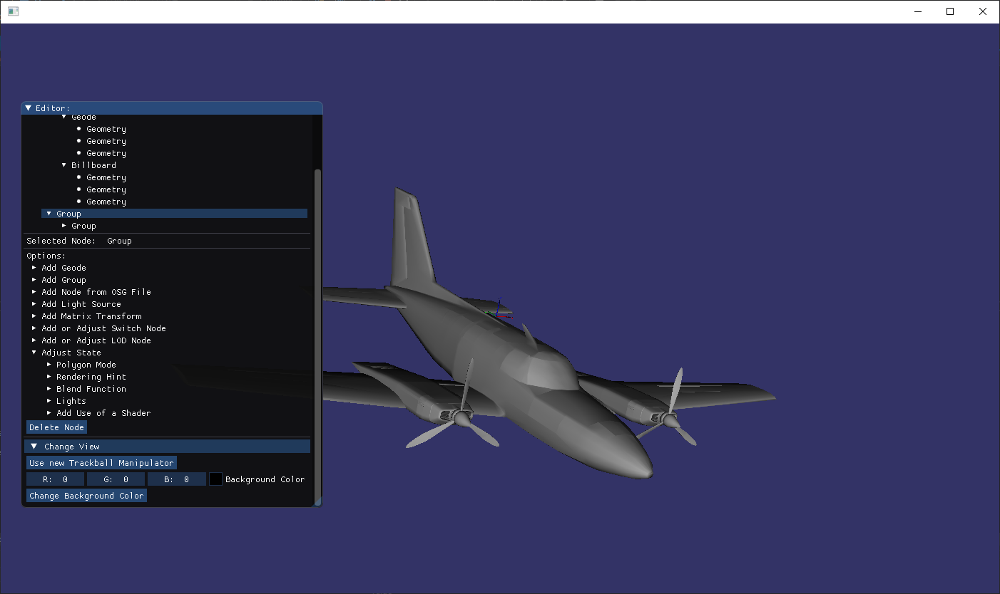 Editor:
Geode
Geometry
Geometry
Geometry
Billboard
Geometry
Geometry
Geometry
Group
Group
Selected Node: Group
Options:
Add Geode
Add Group
Add Node from OSG File
Add Light Source
Add Matrix Transform
Add or Adjust Switch Node
Add or Adjust LOD Node
Adjust State
Polygon Mode
Rendering Hint
Blend Function
Lights
Add Use of a Shader
Delete Node
Change View
Use new Trackball Manipulator
R: 0 G: 0 B: 0 Background Color
Change Background Color